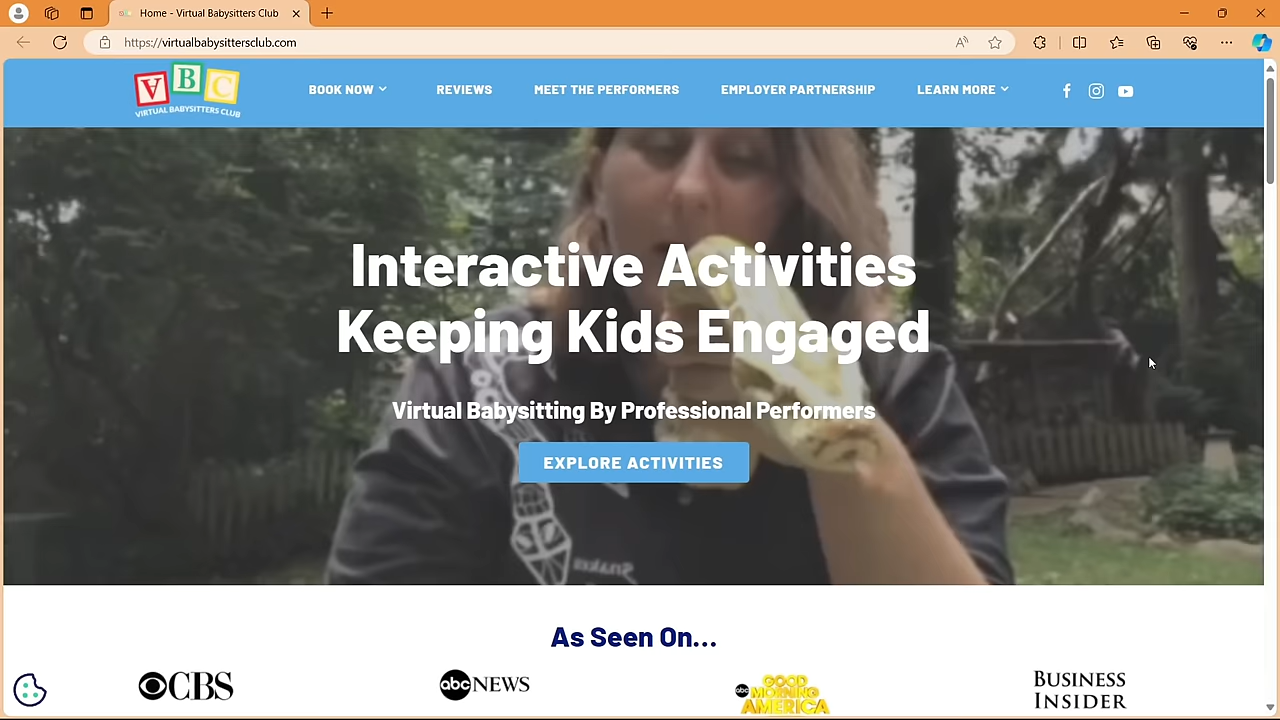 Home - Virtual Babysitters Club
https://virtualbabysittersclub.com
A B C
VIRTUAL BABYSITTERS CLUB
BOOK NOW
REVIEWS
MEET THE PERFORMERS
EMPLOYER PARTNERSHIP
LEARN MORE
Interactive Activities
Keeping Kids Engaged
Virtual Babysitting By Professional Performers
EXPLORE ACTIVITIES
Snakes
As Seen On...
CBS
abc NEWS
abc GOOD
MORNING
AMERICA
BUSINESS
INSIDER